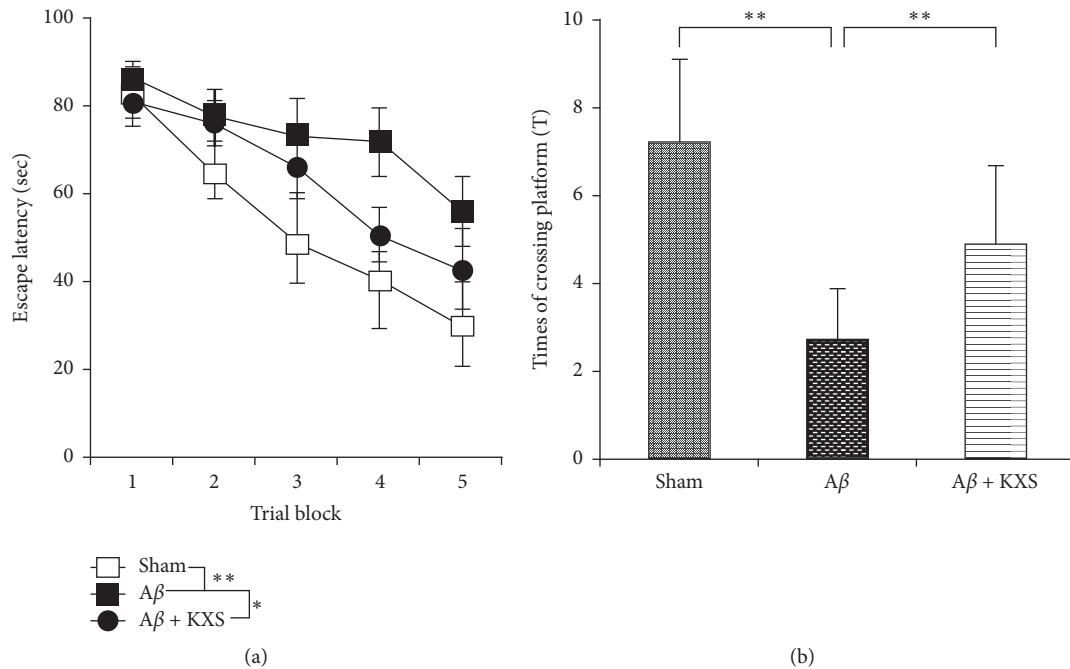 100
80
60
40
20
0
Escape latency (sec)
1 2 3 4 5
Trial block
Sham
Aβ
Aβ + KXS
**
*
(a)
10
8
6
4
2
0
Times of crossing platform (T)
** **
Sham Aβ Aβ + KXS
(b)